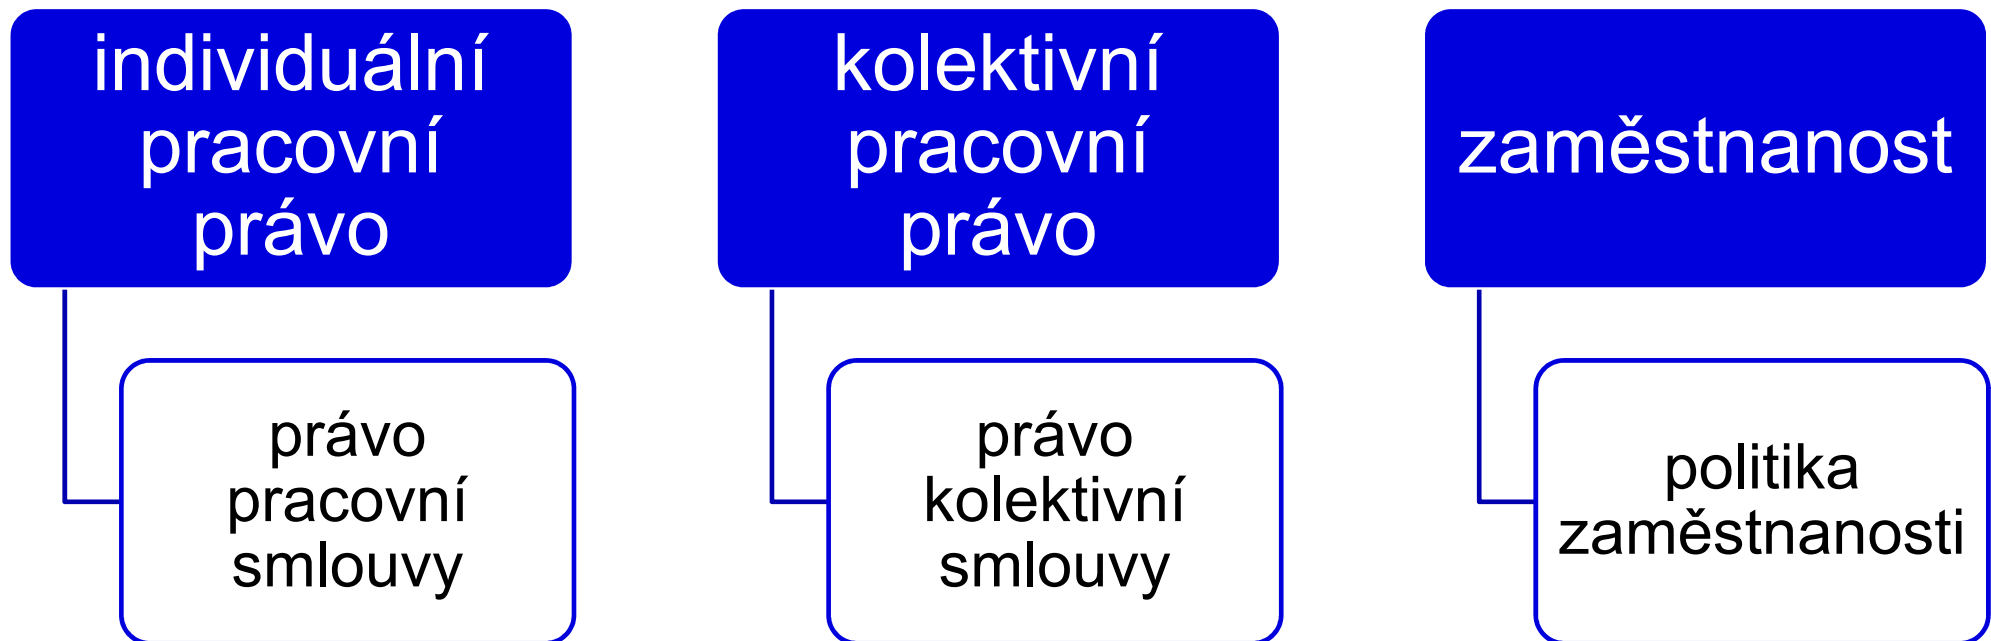 individuální
pracovní
právo
právo
pracovní
smlouvy
kolektivní
pracovní
právo
právo
kolektivní
smlouvy
zaměstnanost
politika
zaměstnanosti